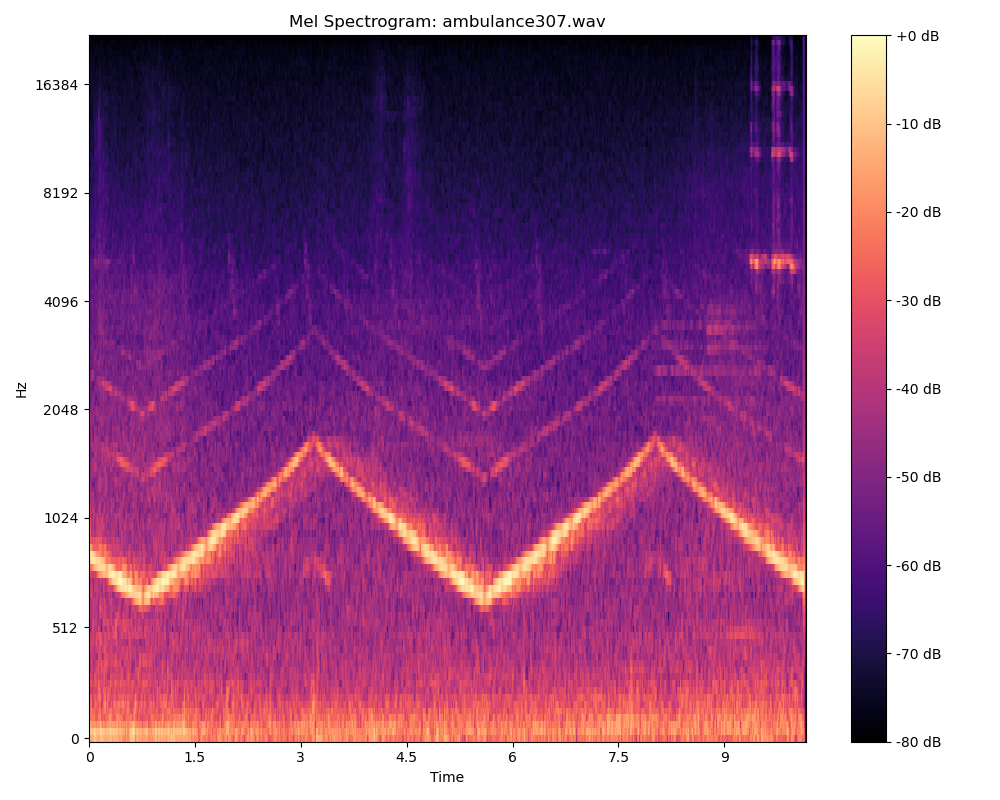 Mel Spectrogram: ambulance307.wav
+0 dB
16384
-10 dB
8192
-20 dB
4096
-30 dB
Hz
2048
-40 dB
1024
-50 dB
512
-60 dB
-70 dB
0
-80 dB
0 1.5 3 4.5 6 7.5 9
Time